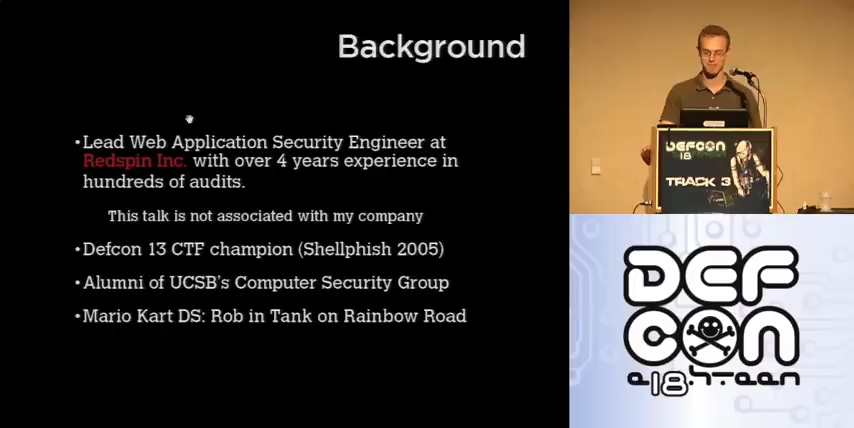 Background
•Lead Web Application Security Engineer at
Redspin Inc. with over 4 years experience in
hundreds of audits.
This talk is not associated with my company
•Defcon 13 CTF champion (Shellphish 2005)
•Alumni of UCSB's Computer Security Group
•Mario Kart DS: Rob in Tank on Rainbow Road
DEFCON
18
TRACK 3
DEF
CON
e18hteen